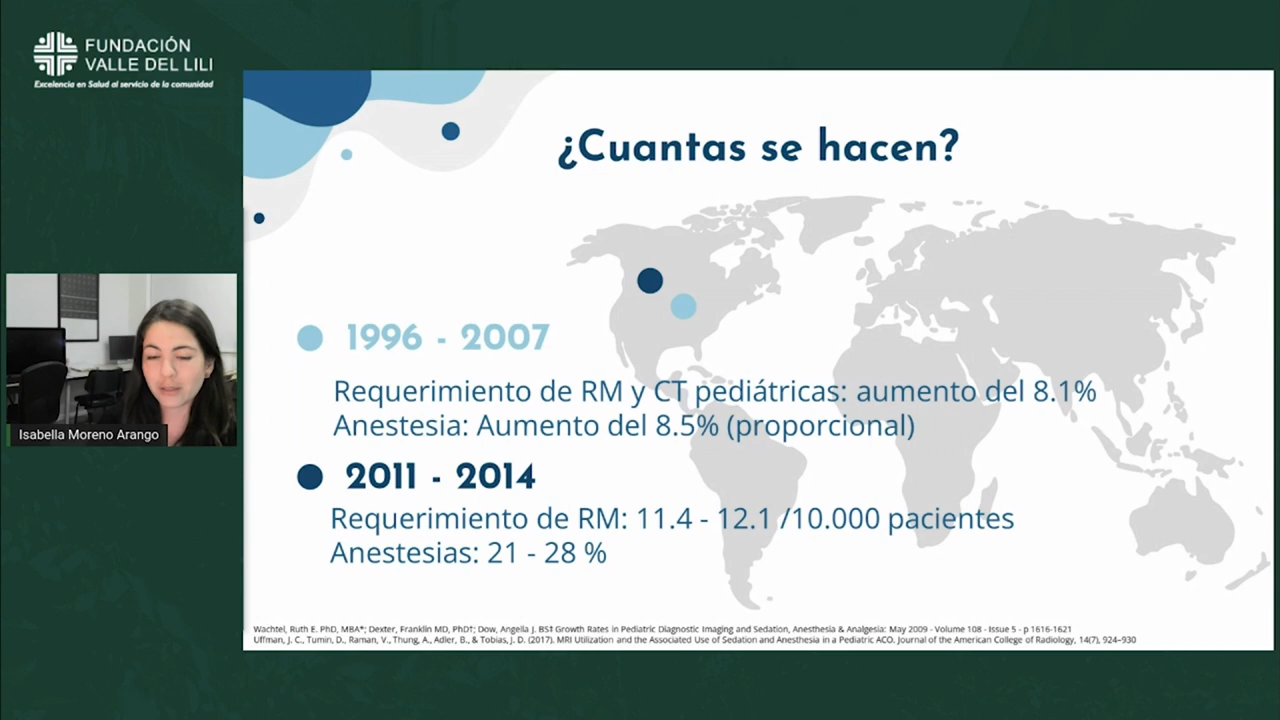 FUNDACIÓN
VALLE DEL LILI
Excelencia en Salud al servicio de la comunidad
¿Cuantas se hacen?
1996 - 2007
Requerimiento de RM y CT pediátricas: aumento del 8.1%
Anestesia: Aumento del 8.5% (proporcional)
Isabella Moreno Arango
2011 - 2014
Requerimiento de RM: 11.4 - 12.1 /10.000 pacientes
Anestesias: 21 - 28 %
Wachtel, Ruth E. PhD, MBA*; Dexter, Franklin MD, PhD†; Dow, Angella J. BS‡ Growth Rates in Pediatric Diagnostic Imaging and Sedation, Anesthesia & Analgesia: May 2009 - Volume 108 - Issue 5 - p 1616-1621
Uffman, J. C., Tumin, D., Raman, V., Thung, A., Adler, B., & Tobias, J. D. (2017). MRI Utilization and the Associated Use of Sedation and Anesthesia in a Pediatric ACO. Journal of the American College of Radiology, 14(7), 924–930